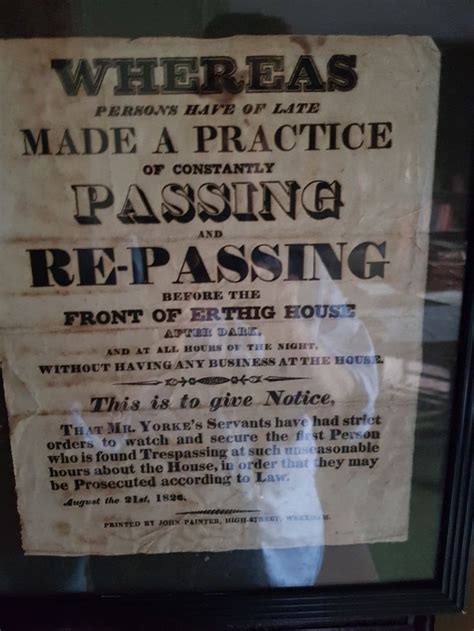 WHEREAS
PERSONS HAVE OF LATE
MADE A PRACTICE
OF CONSTANTLY
PASSING
AND
RE-PASSING
BEFORE THE
FRONT OF ERTHIG HOUSE
AFTER DARK,
AND AT ALL HOURS OF THE NIGHT,
WITHOUT HAVING ANY BUSINESS AT THE HOUSE.
This is to give Notice,
THAT MR. YORKE'S Servants have had strict
orders to watch and secure the first Person
who is found Trespassing at such unseasonable
hours about the House, in order that they may
be Prosecuted according to Law.
August the 21st, 1826.
PRINTED BY JOHN PAINTER, HIGH-STREET, WREXHAM.